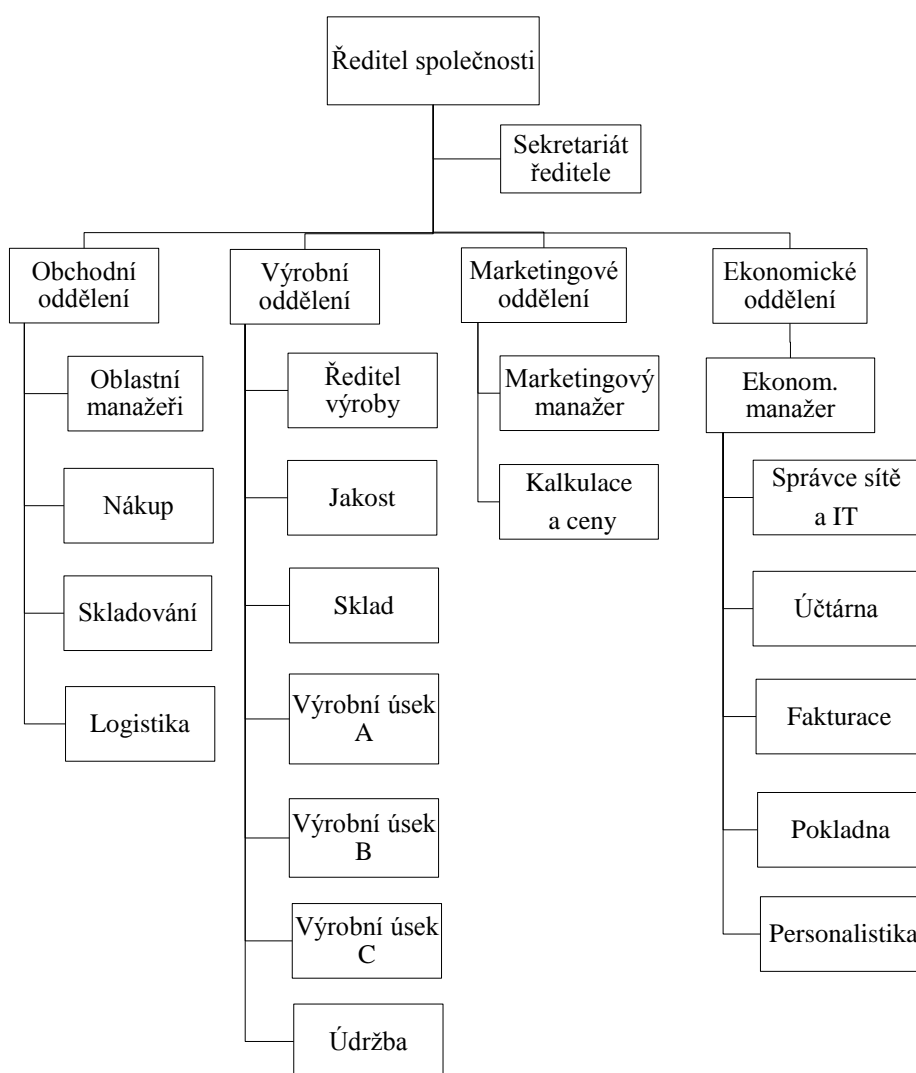 Ředitel společnosti
Sekretariát
ředitele
Obchodní
oddělení
Výrobní
oddělení
Marketingové
oddělení
Ekonomické
oddělení
Oblastní
manažeři
Nákup
Skladování
Logistika
Ředitel
výroby
Jakost
Sklad
Výrobní úsek
A
Výrobní úsek
B
Výrobní úsek
C
Údržba
Marketingový
manažer
Kalkulace
a ceny
Ekonom.
manažer
Správce sítě
a IT
Účtárna
Fakturace
Pokladna
Personalistika